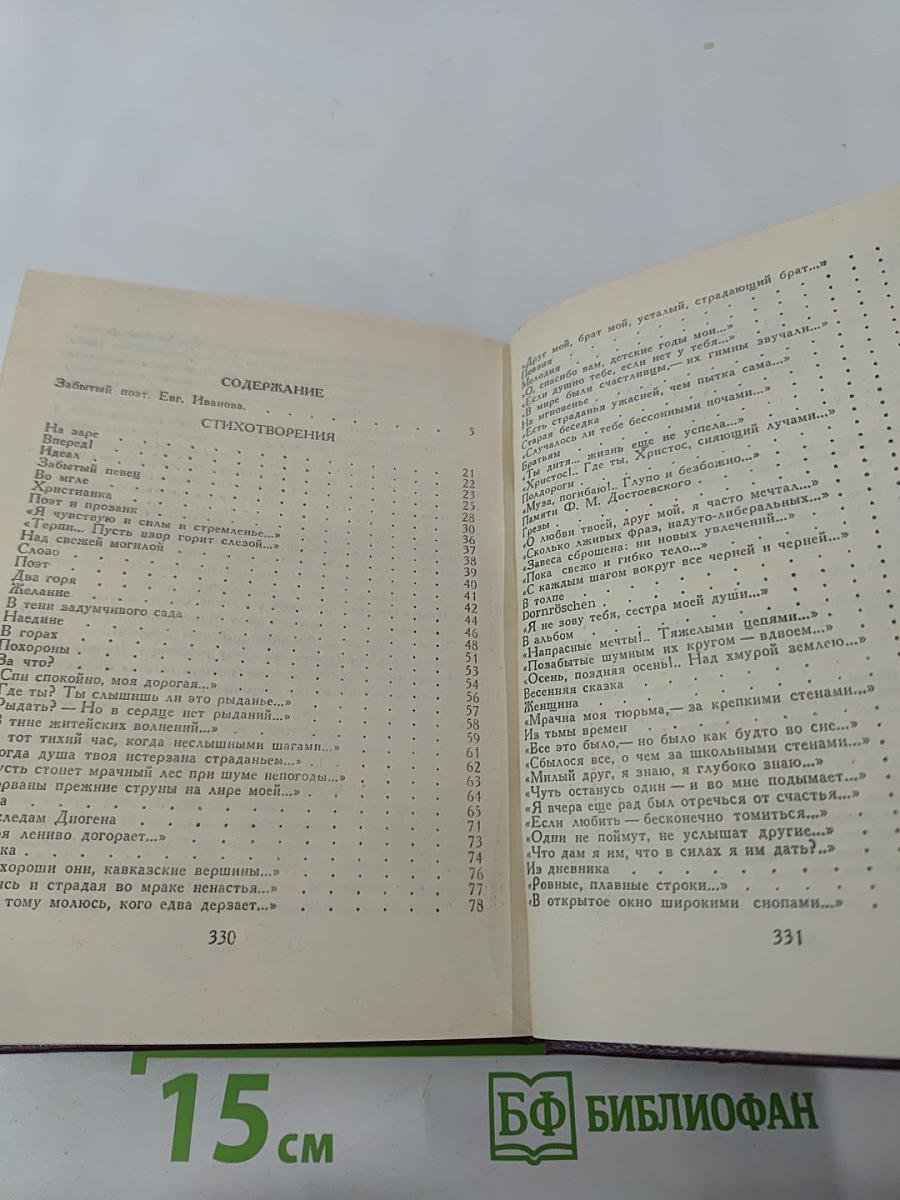 СОДЕРЖАНИЕ
Забытый поэт. Евг. Иванова. . . . . . . . 5
СТИХОТВОРЕНИЯ
На заре . . . . . . . . 21
Вперед! . . . . . . . . 22
Идеал . . . . . . . . 23
Забытый певец . . . . . . . . 25
Во мгле . . . . . . . . 28
Христианка . . . . . . . . 30
Поэт и прозаик . . . . . . . . 36
«Я чувствую и силы и стремленье...» . . . . . . . . 37
«Терпи... Пусть взор горит слезой...» . . . . . . . . 38
Над свежей могилой . . . . . . . . 39
Слово . . . . . . . . 40
Поэт . . . . . . . . 41
Два горя . . . . . . . . 42
Желание . . . . . . . . 44
В тени задумчивого сада . . . . . . . . 46
Наедине . . . . . . . . 48
В горах . . . . . . . . 51
Похороны . . . . . . . . 53
За что? . . . . . . . . 54
Спи спокойно, моя дорогая...» . . . . . . . . 56
Где ты? Ты слышишь ли это рыданье...» . . . . . . . . 57
Рыдать? — Но в сердце нет рыданий...» . . . . . . . . 58
В тине житейских волнений...» . . . . . . . . 59
тот тихий час, когда неслышными шагами...» . . . . . . . . 61
огда душа твоя истерзана страданьем...» . . . . . . . . 62
усть стонет мрачный лес при шуме непогоды...» . . . . . . . . 63
орваны прежние струны на лире моей...» . . . . . . . . 64
а . . . . . . . . 65
следам Диогена . . . . . . . . 71
ря лениво догорает...» . . . . . . . . 73
ка . . . . . . . . 74
хороши они, кавказские вершины...» . . . . . . . . 76
ясь и страдая во мраке ненастья...» . . . . . . . . 77
тому молюсь, кого едва дерзает...» . . . . . . . . 78
330
«Друг мой, брат мой, усталый, страдающий брат...»
Поэзия
Мелодия
«О, спасибо вам, детские годы мои...»
«Если душно тебе, если нет у тебя...»
«В мире были счастливцы,— их гимны звучали...»
На мгновенье
«Есть страданья ужасней, чем пытка сама...»
Старая беседка
«Случалось ли тебе бессонными ночами...»
Братьям
«Ты дитя... жизнь еще не успела...»
«Христос!.. Где ты, Христос, сияющий лучами...»
Полдороги
«Муза, погибаю!.. Глупо и безбожно...»
Памяти Ф. М. Достоевского
Грезы
«О любви твоей, друг мой, я часто мечтал...»
«Сколько лживых фраз, надуто-либеральных...»
«Завеса сброшена: ни новых увлечений...»
«Пока свежо и гибко тело...»
«С каждым шагом вокруг все черней и черней...»
В толпе
Dornröschen
«Я не зову тебя, сестра моей души...»
В альбом
«Напрасные мечты!.. Тяжелыми цепями...»
«Позабытые шумным их кругом — вдвоем...»
«Осень, поздняя осень!.. Над хмурой землею...»
Весенняя сказка
Женщина
«Мрачна моя тюрьма,— за крепкими стенами...»
Из тьмы времен
«Все это было,— но было как будто во сне...»
«Сбылося все, о чем за школьными стенами...»
«Милый друг, я знаю, я глубоко знаю...»
«Чуть останусь один — и во мне подымает...»
«Я вчера еще рад был отречься от счастья...»
«Если любить — бесконечно томиться...»
«Одни не поймут, не услышат другие...»
«Что дам я им, что в силах я им дать?..»
Из дневника
«Ровные, плавные строки...»
«В открытое окно широкими снопами...»
331
15 см
БФ БИБЛИОФАН